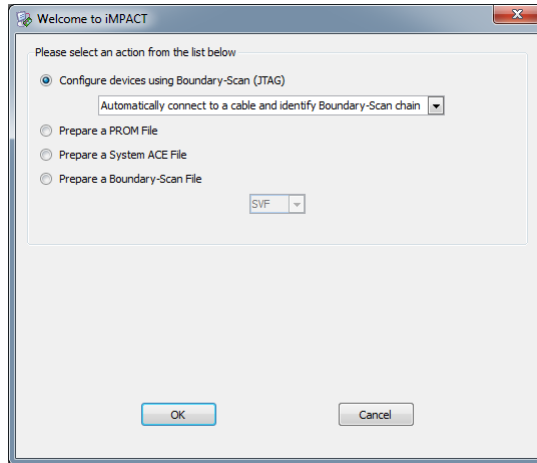 Welcome to iMPACT
Please select an action from the list below
Configure devices using Boundary-Scan (JTAG)
Automatically connect to a cable and identify Boundary-Scan chain
Prepare a PROM File
Prepare a System ACE File
Prepare a Boundary-Scan File
SVF
OK
Cancel